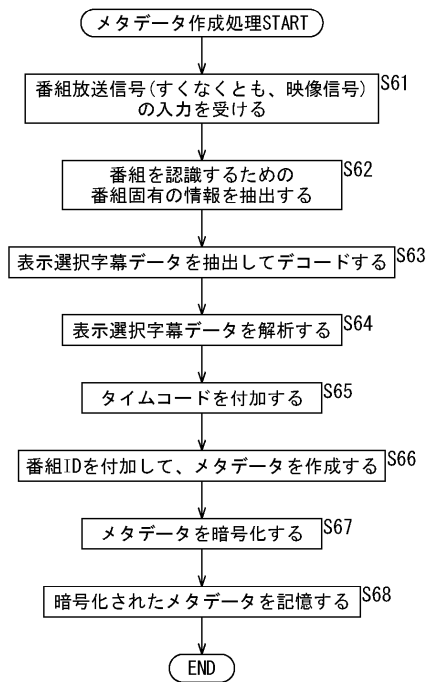 メタデータ作成処理START
番組放送信号(すくなくとも、映像信号)
の入力を受ける
S61
番組を認識するための
番組固有の情報を抽出する
S62
表示選択字幕データを抽出してデコードする
S63
表示選択字幕データを解析する
S64
タイムコードを付加する
S65
番組IDを付加して、メタデータを作成する
S66
メタデータを暗号化する
S67
暗号化されたメタデータを記憶する
S68
END